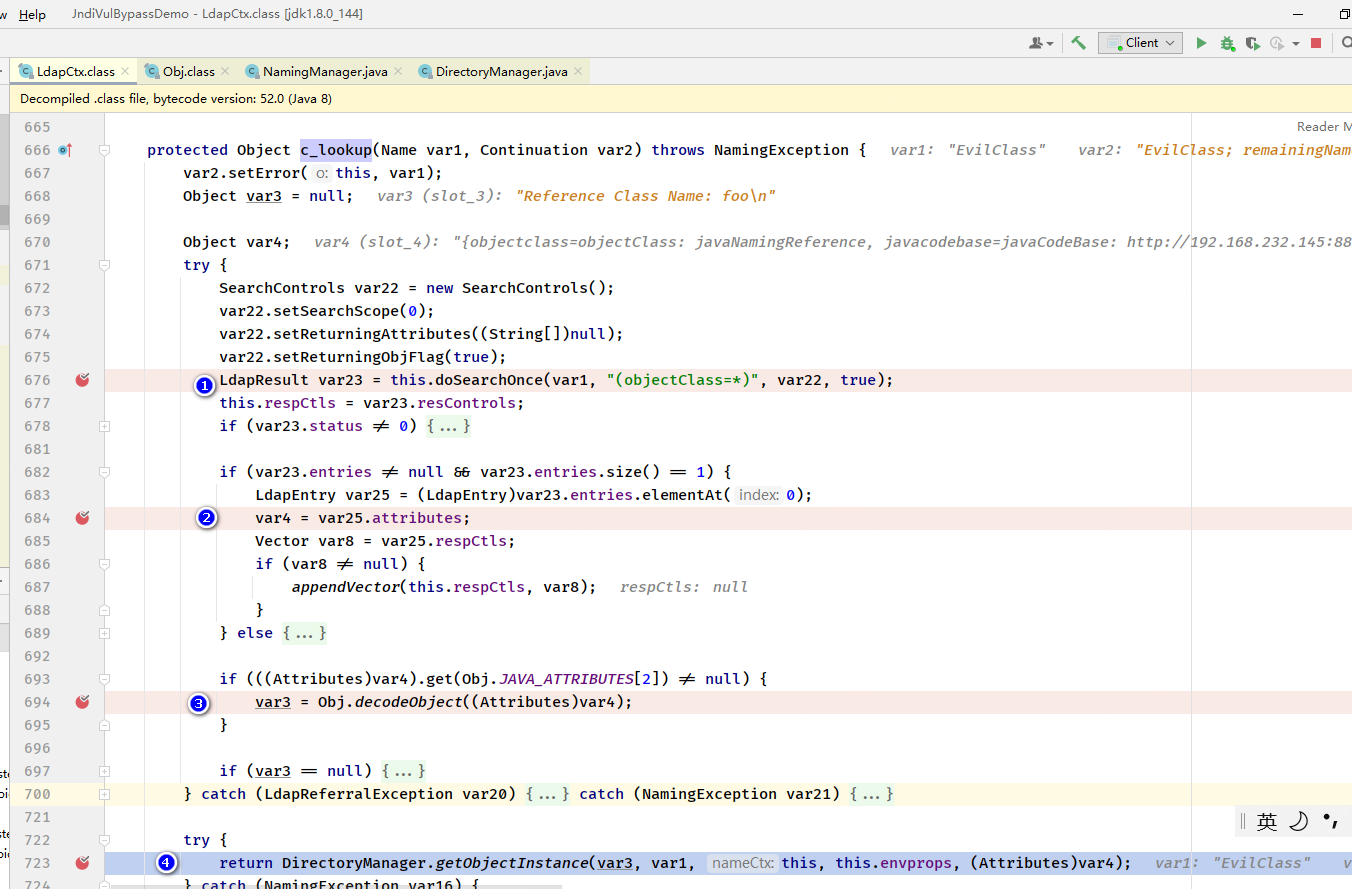 w Help JndiVulBypassDemo - LdapCtx.class [jdk1.8.0_144]
Client
LdapCtx.class Obj.class NamingManager.java DirectoryManager.java
Decompiled .class file, bytecode version: 52.0 (Java 8)
665 Reader M
666 protected Object c_lookup(Name var1, Continuation var2) throws NamingException { var1: "EvilClass" var2: "EvilClass; remainingNam
667 var2.setError( o: this, var1);
668 Object var3 = null; var3 (slot_3): "Reference Class Name: foo\n"
669
670 Object var4; var4 (slot_4): "{objectclass=objectClass: javaNamingReference, javacodebase=javaCodeBase: http://192.168.232.145:88
671 try {
672 SearchControls var22 = new SearchControls();
673 var22.setSearchScope(0);
674 var22.setReturningAttributes((String[])null);
675 var22.setReturningObjFlag(true);
676 1 LdapResult var23 = this.doSearchOnce(var1, "(objectClass=*)", var22, true);
677 this.respCtls = var23.resControls;
678 if (var23.status ≠ 0) {...}
681
682 if (var23.entries ≠ null && var23.entries.size() == 1) {
683 LdapEntry var25 = (LdapEntry)var23.entries.elementAt( index: 0);
684 2 var4 = var25.attributes;
685 Vector var8 = var25.respCtls;
686 if (var8 ≠ null) {
687 appendVector(this.respCtls, var8); respCtls: null
688 }
689 } else {...}
692
693 if (((Attributes)var4).get(Obj.JAVA_ATTRIBUTES[2]) ≠ null) {
694 3 var3 = Obj.decodeObject((Attributes)var4);
695 }
696
697 if (var3 == null) {...}
700 } catch (LdapReferralException var20) {...} catch (NamingException var21) {...}
721 英
722 try {
723 4 return DirectoryManager.getObjectInstance(var3, var1, nameCtx: this, this.envprops, (Attributes)var4); var1: "EvilClass" v
724 } catch (NamingException var16) {